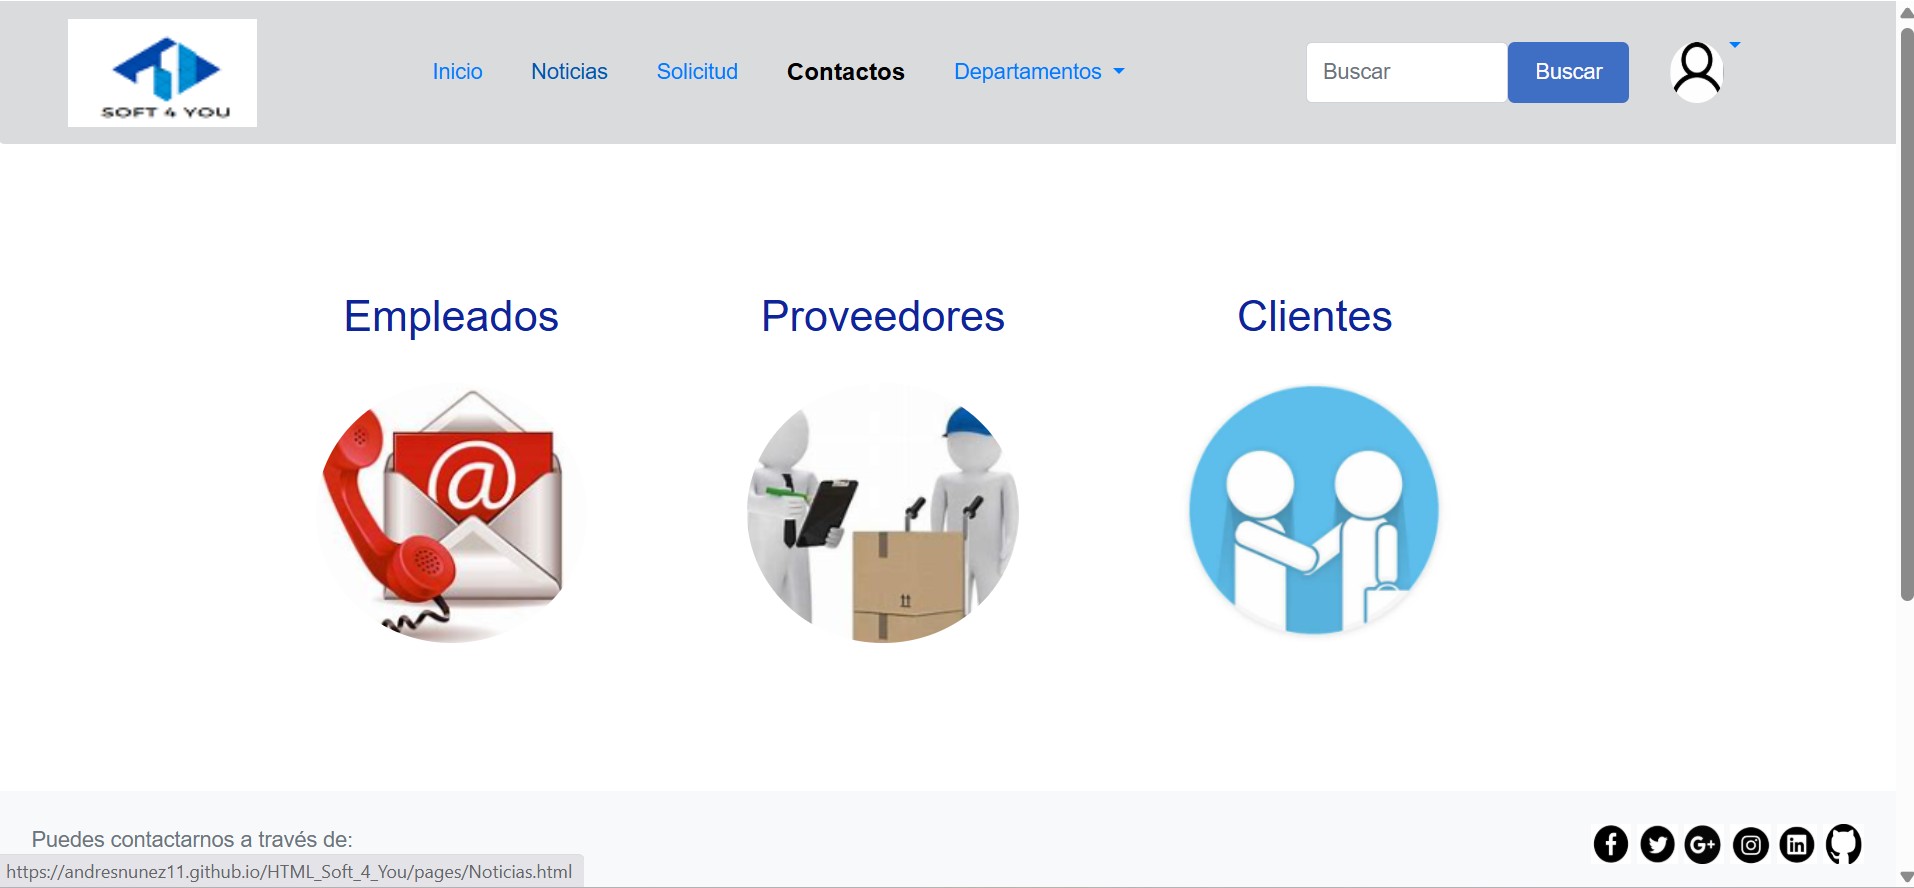 SOFT 4 YOU
Inicio
Noticias
Solicitud
Contactos
Departamentos
Buscar
Buscar
Empleados
Proveedores
Clientes
@
Puedes contactarnos a través de:
https://andresnunez11.github.io/HTML_Soft_4_You/pages/Noticias.html